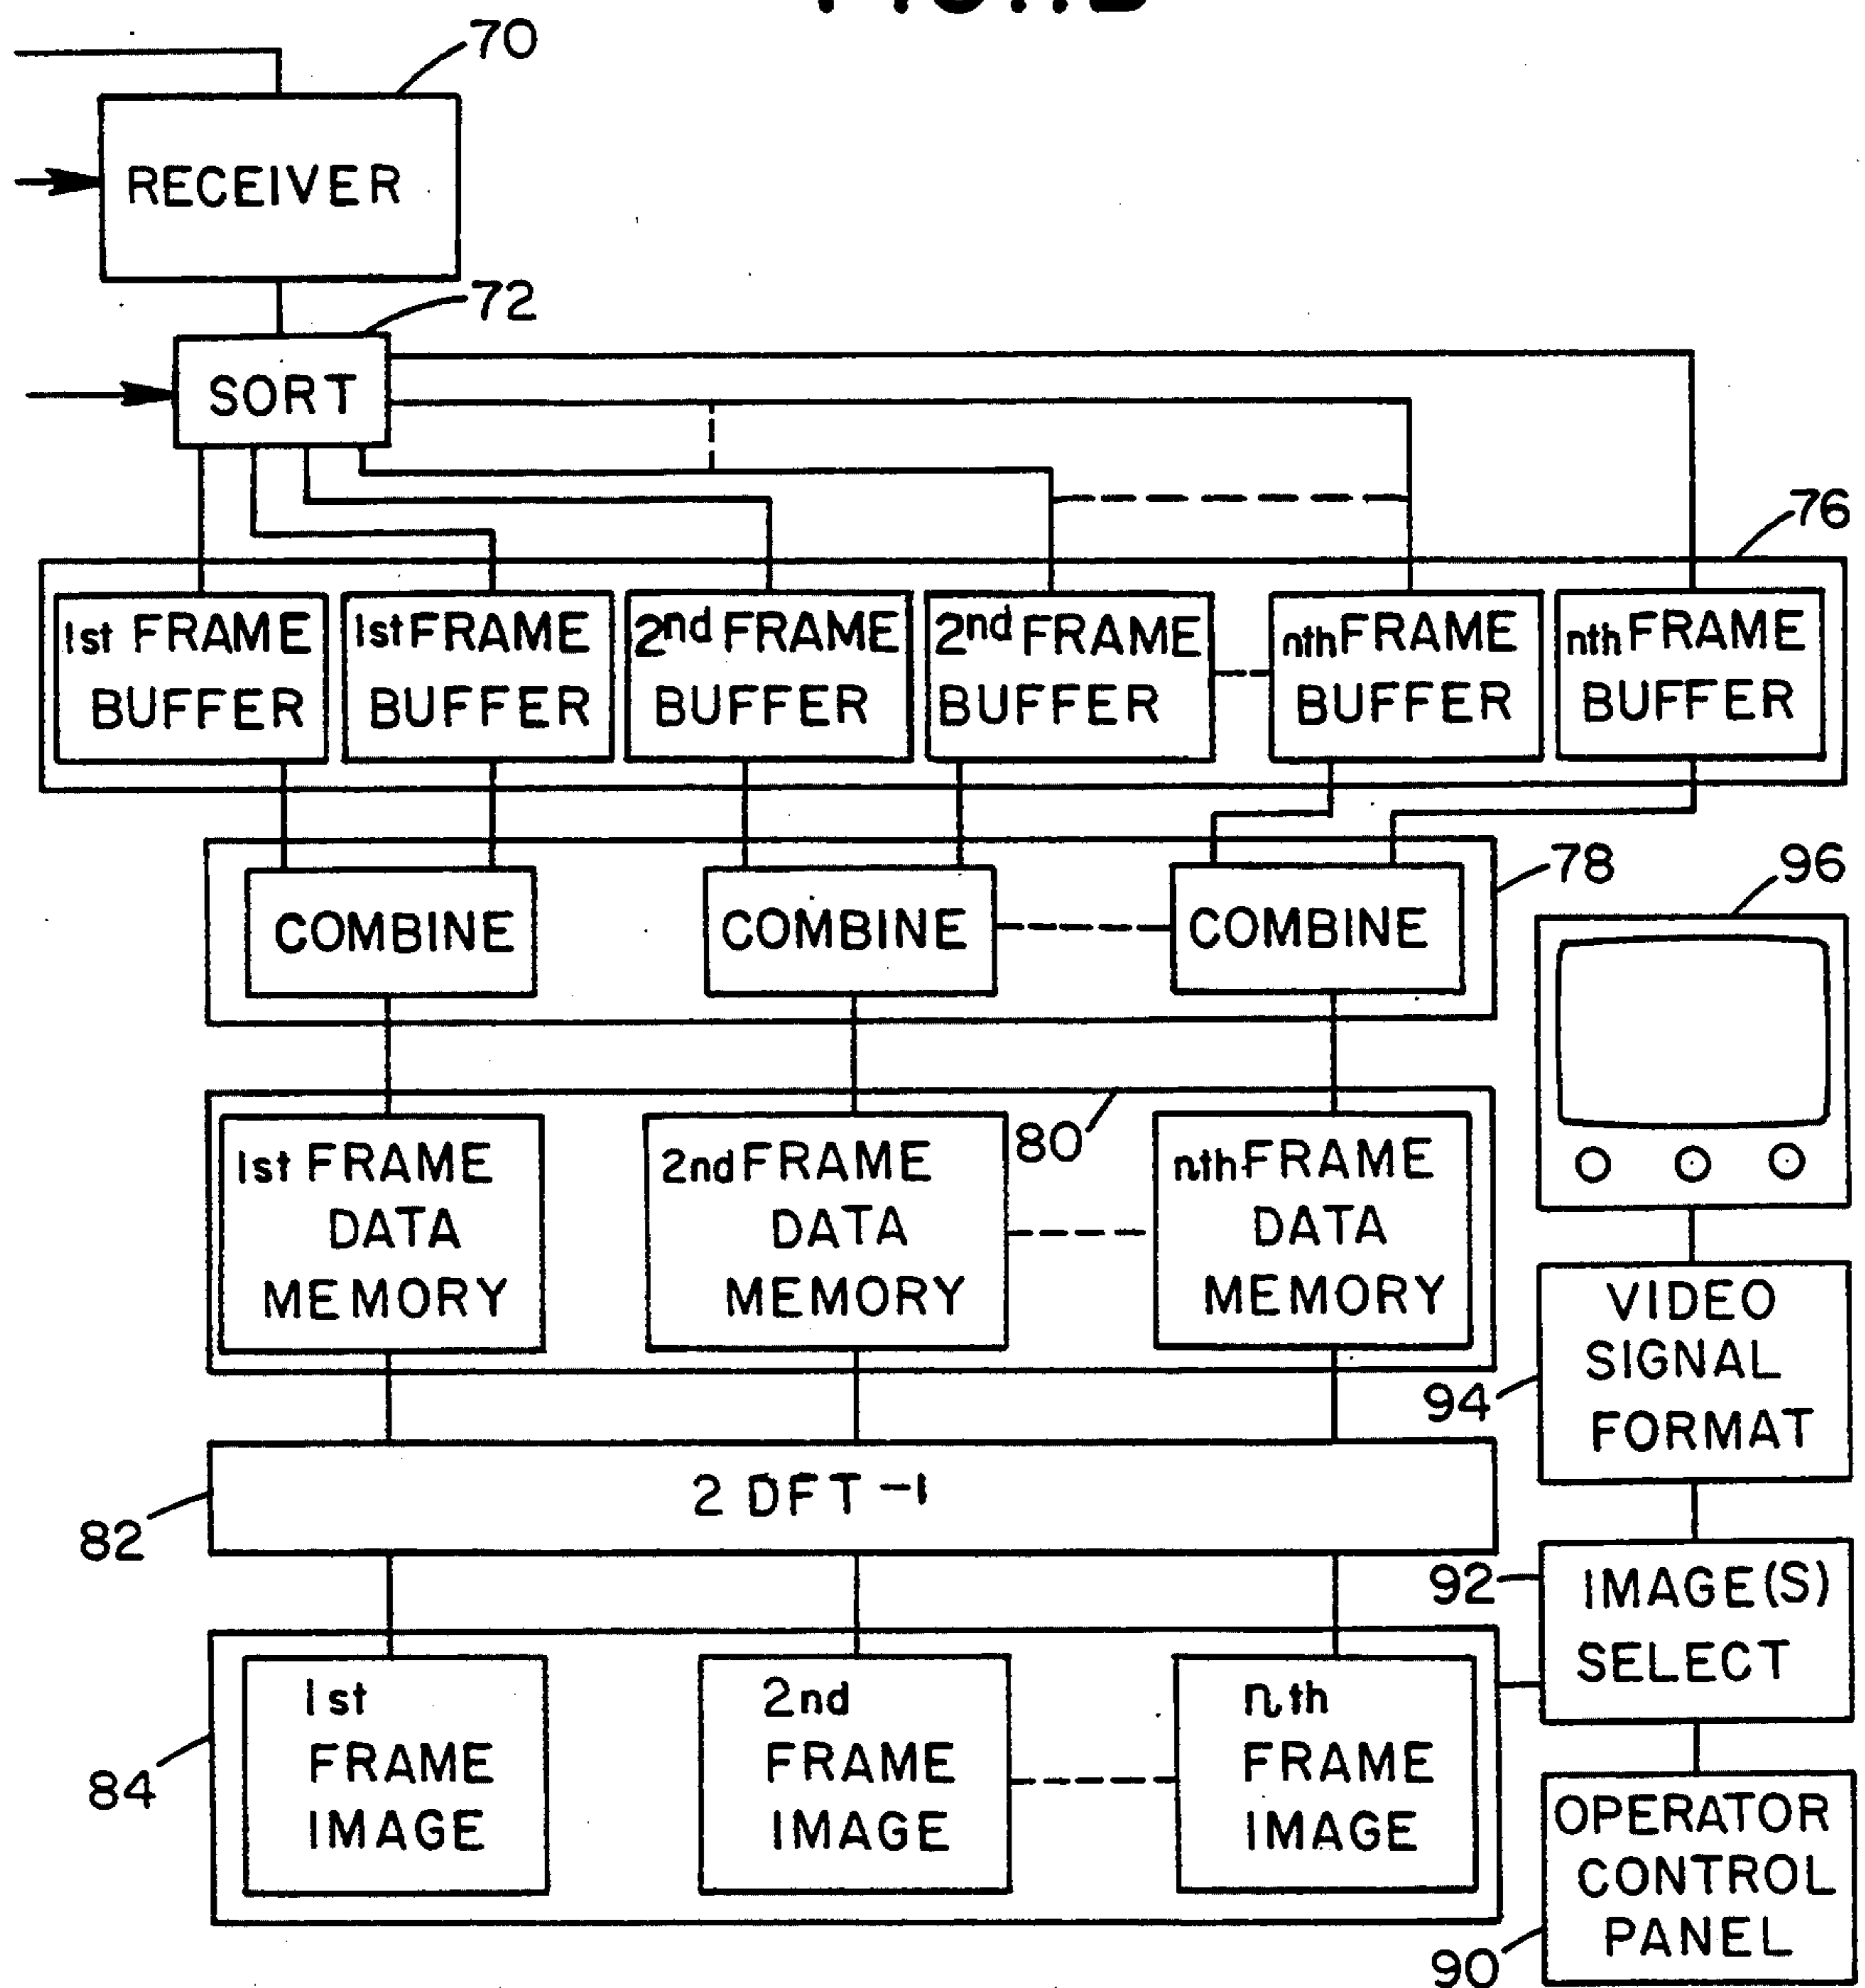 70
RECEIVER
72
SORT
76
1st FRAME BUFFER
1st FRAME BUFFER
2nd FRAME BUFFER
2nd FRAME BUFFER
nth FRAME BUFFER
nth FRAME BUFFER
78
96
COMBINE
COMBINE
COMBINE
80
1st FRAME
DATA
MEMORY
2nd FRAME
DATA
MEMORY
nth FRAME
DATA
MEMORY
94
VIDEO
SIGNAL
FORMAT
82
2 DFT -1
92
IMAGE(S)
SELECT
84
1st
FRAME
IMAGE
2nd
FRAME
IMAGE
nth
FRAME
IMAGE
90
OPERATOR
CONTROL
PANEL